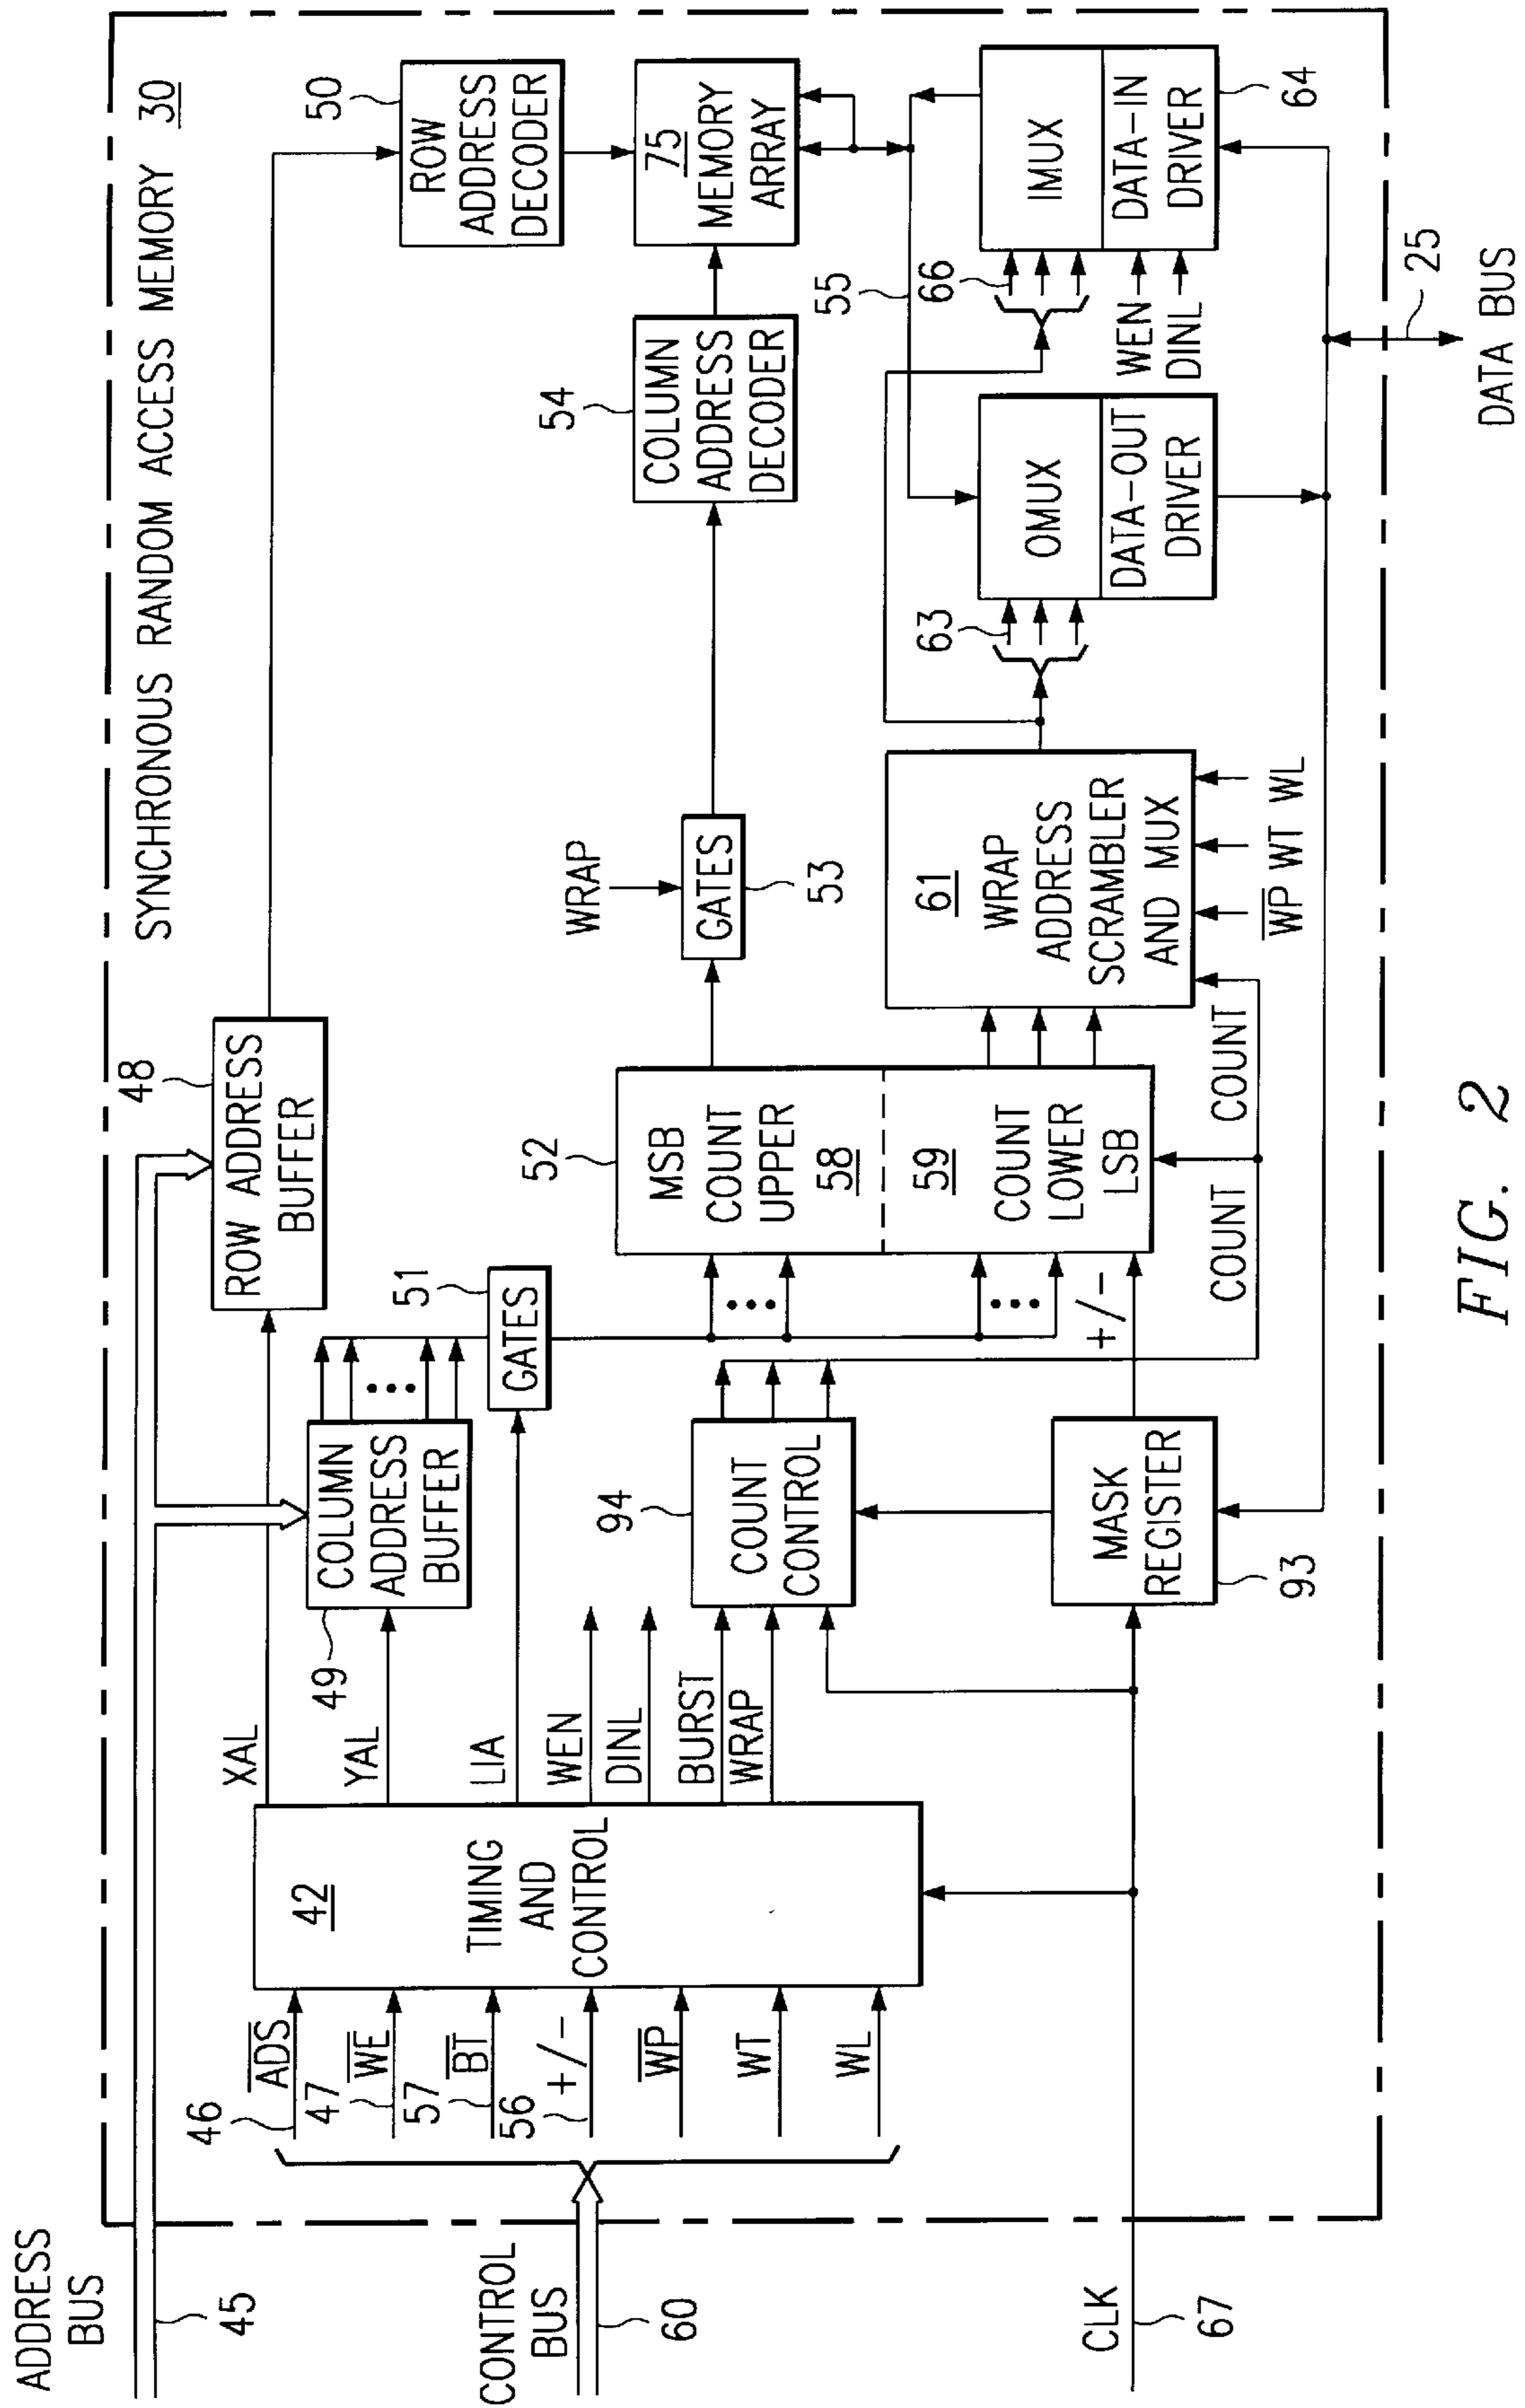 SYNCHRONOUS RANDOM ACCESS MEMORY 30
ADDRESS
BUS
45
CONTROL
BUS
60
CLK
67
46
A̅D̅S̅
47
W̅E̅
57
B̅T̅
56
+/-
W̅P̅
WT
WL
42
TIMING
AND
CONTROL
XAL
YAL
LIA
WEN
DINL
BURST
WRAP
48
ROW ADDRESS
BUFFER
49
COLUMN
ADDRESS
BUFFER
51
GATES
94
COUNT
CONTROL
MASK
REGISTER
93
+/-
COUNT
COUNT
52
MSB
COUNT
UPPER
58
59
COUNT
LOWER
LSB
WRAP
GATES
53
61
WRAP
ADDRESS
SCRAMBLER
AND MUX
W̅P̅ WT WL
54
COLUMN
ADDRESS
DECODER
50
ROW
ADDRESS
DECODER
75
MEMORY
ARRAY
55
63
OMUX
DATA-OUT
DRIVER
66
WEN
DINL
IMUX
DATA-IN
DRIVER
64
25
DATA BUS
FIG. 2